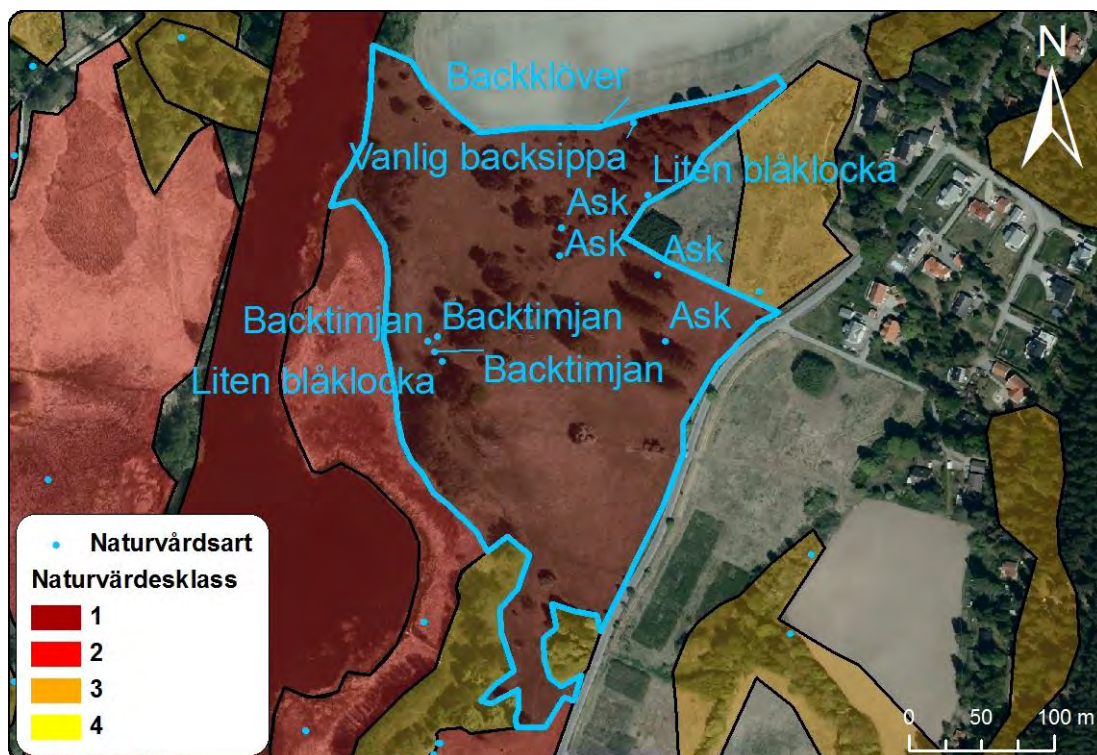 N
Backklöver
Vanlig backsippa
Liten blåklocka
Ask
Ask
Ask
Backtimjan
Backtimjan
Ask
Liten blåklocka
Backtimjan
Naturvårdsart
Naturvärdesklass
1
2
3
4
0 50 100 m